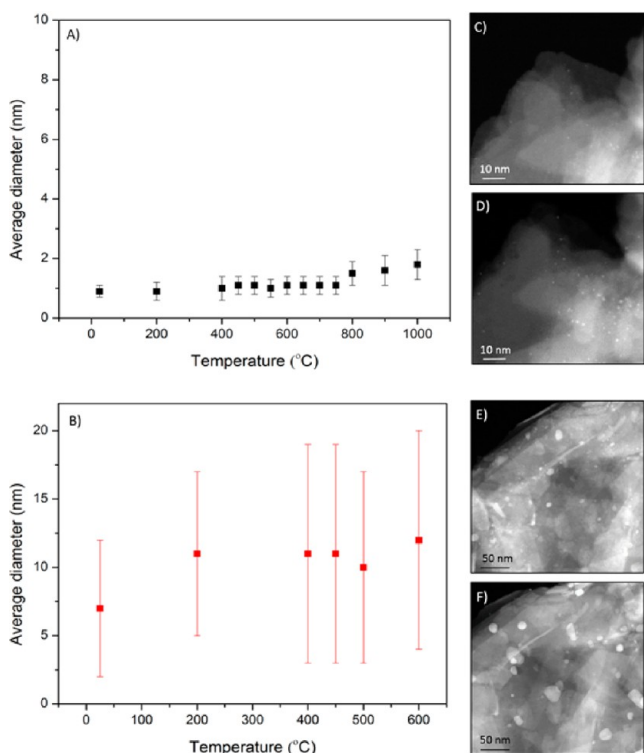 A)
Average diameter (nm)
10
8
6
4
2
0
0 200 400 600 800 1000
Temperature (°C)
B)
Average diameter (nm)
20
15
10
5
0
0 100 200 300 400 500 600
Temperature (°C)
C)
10 nm
D)
10 nm
E)
50 nm
F)
50 nm